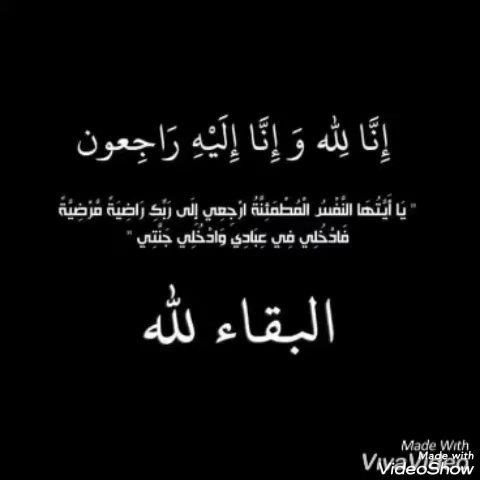 إِنَّا لِلّه وَ إِنَّا إِلَيْهِ رَاجِعون
" يَا أَيَّتُهَا النَّفْسُ الْمُطْمَئِنَّةُ ارْجِعِي إِلَى رَبِّكِ رَاضِيَةً مَّرْضِيَّةً
فَادْخُلِي فِي عِبَادِي وَادْخُلِي جَنَّتِي "
البقاء لله
Made With
VivaVideo
Made with
VideoShow